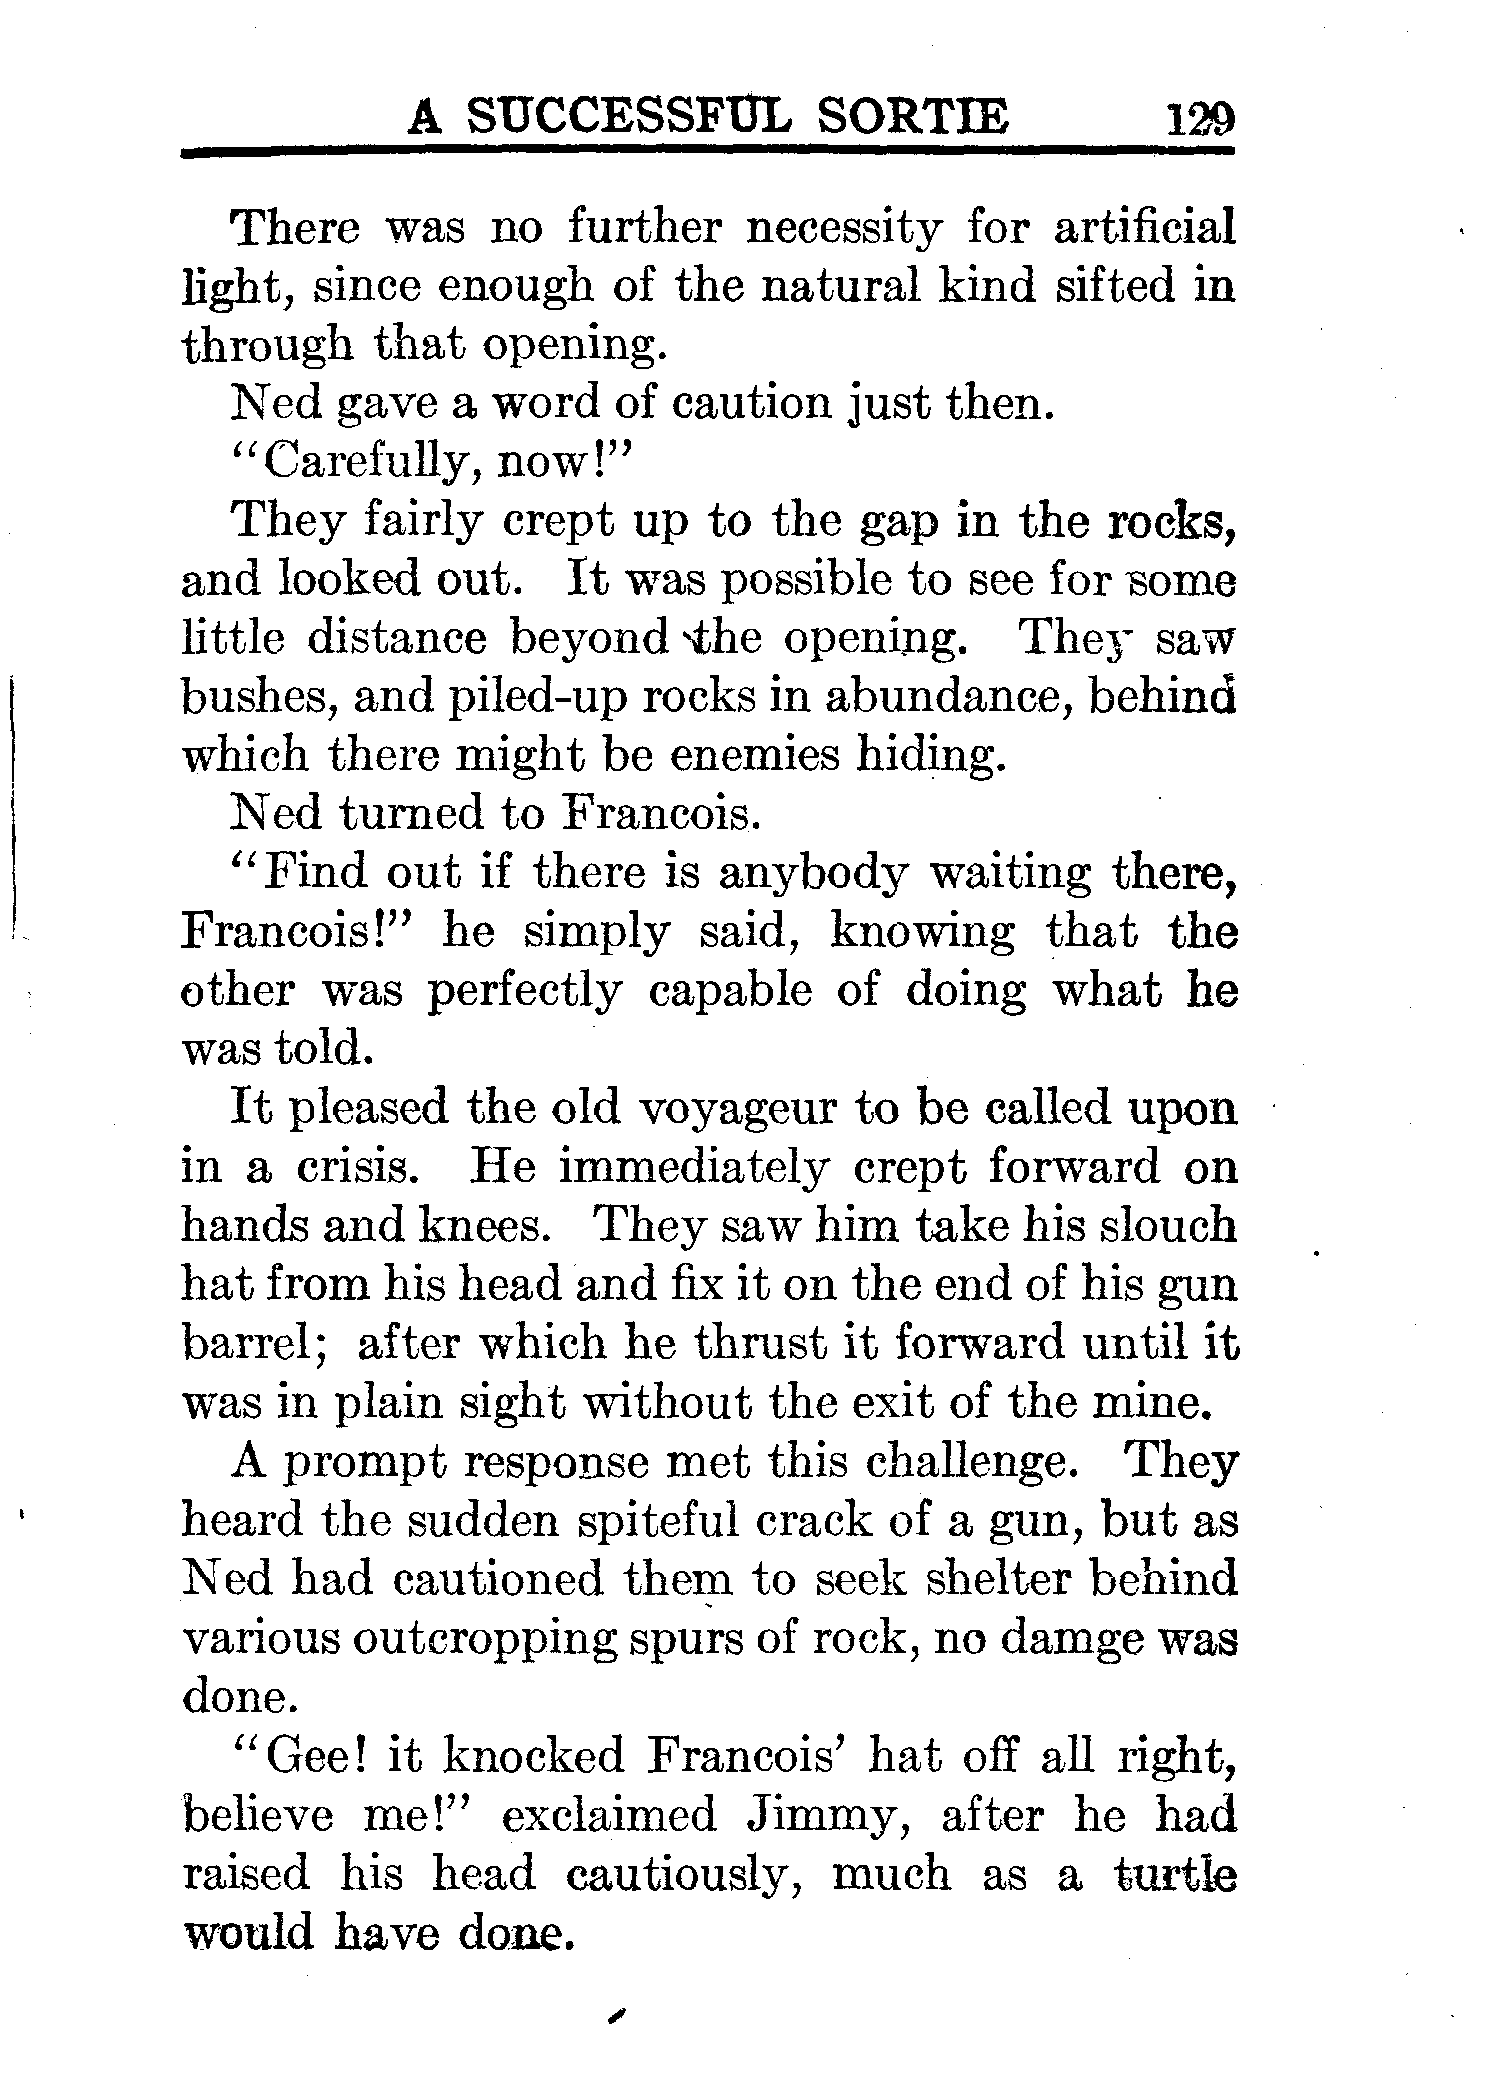 A SUCCESSFUL SORTIE 129
There was no further necessity for artificial
light, since enough of the natural kind sifted in
through that opening.
Ned gave a word of caution just then.
"Carefully, now!"
They fairly crept up to the gap in the rocks,
and looked out. It was possible to see for some
little distance beyond the opening. They saw
bushes, and piled-up rocks in abundance, behind
which there might be enemies hiding.
Ned turned to Francois.
"Find out if there is anybody waiting there,
Francois!" he simply said, knowing that the
other was perfectly capable of doing what he
was told.
It pleased the old voyageur to be called upon
in a crisis. He immediately crept forward on
hands and knees. They saw him take his slouch
hat from his head and fix it on the end of his gun
barrel; after which he thrust it forward until it
was in plain sight without the exit of the mine.
A prompt response met this challenge. They
heard the sudden spiteful crack of a gun, but as
Ned had cautioned them to seek shelter behind
various outcropping spurs of rock, no damge was
done.
"Gee! it knocked Francois' hat off all right,
believe me!" exclaimed Jimmy, after he had
raised his head cautiously, much as a turtle
would have done.